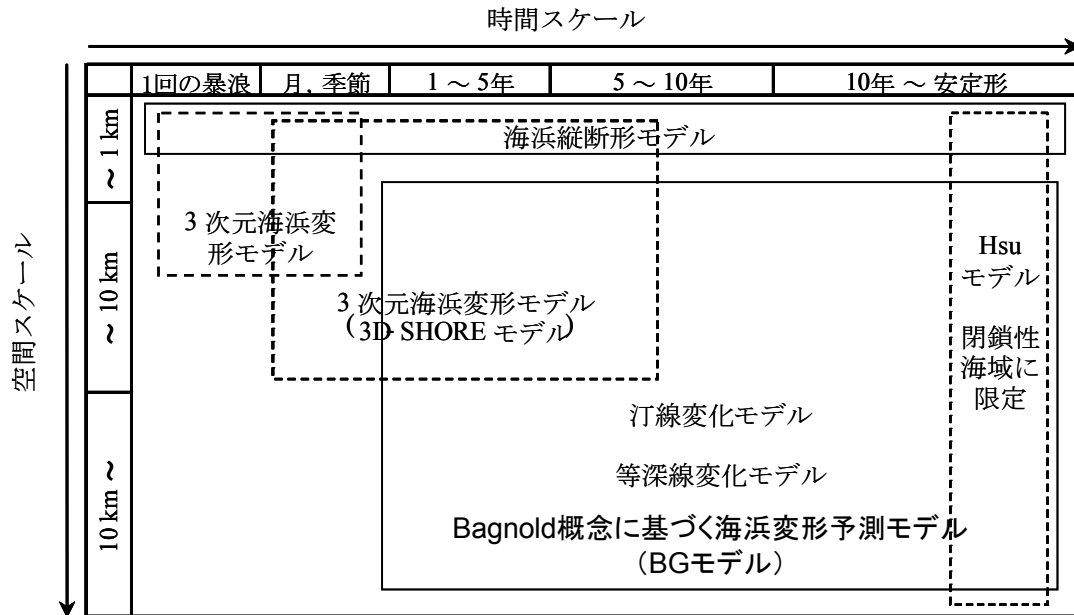 時間スケール
1回の暴浪
月, 季節
1 ～ 5年
5 ～ 10年
10年 ～ 安定形
空間スケール
～ 1 km
～ 10 km
10 km ～
海浜縦断形モデル
3 次元海浜変
形モデル
3 次元海浜変形モデル
(3D-SHORE モデル)
Hsu
モデル
閉鎖性
海域に
限定
汀線変化モデル
等深線変化モデル
Bagnold概念に基づく海浜変形予測モデル
（BGモデル）